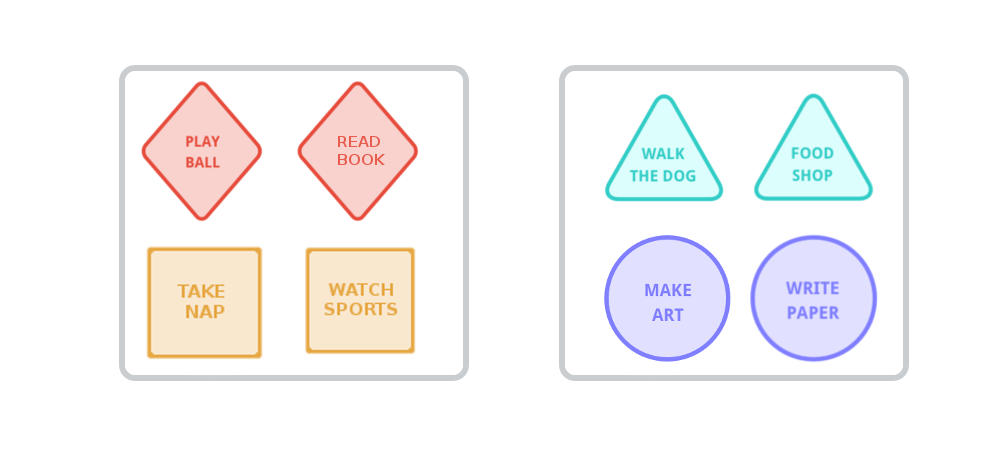 PLAY
BALL
READ
BOOK
TAKE
NAP
WATCH
SPORTS
WALK
THE DOG
FOOD
SHOP
MAKE
ART
WRITE
PAPER